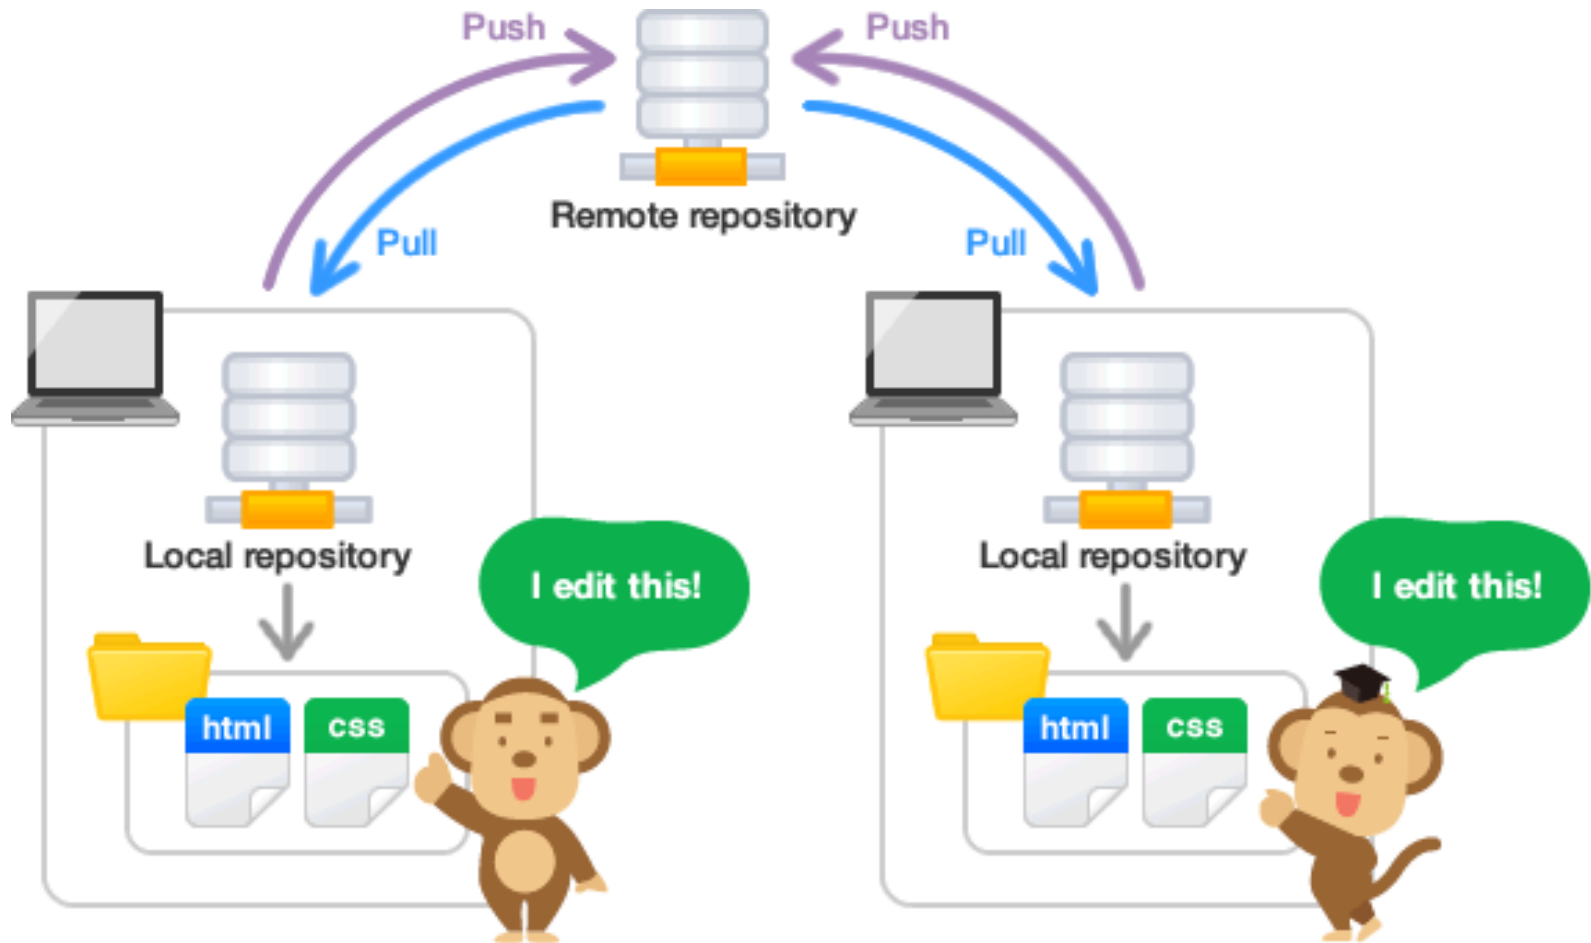 Push
Push
Remote repository
Pull
Pull
Local repository
Local repository
I edit this!
I edit this!
html
css
html
css